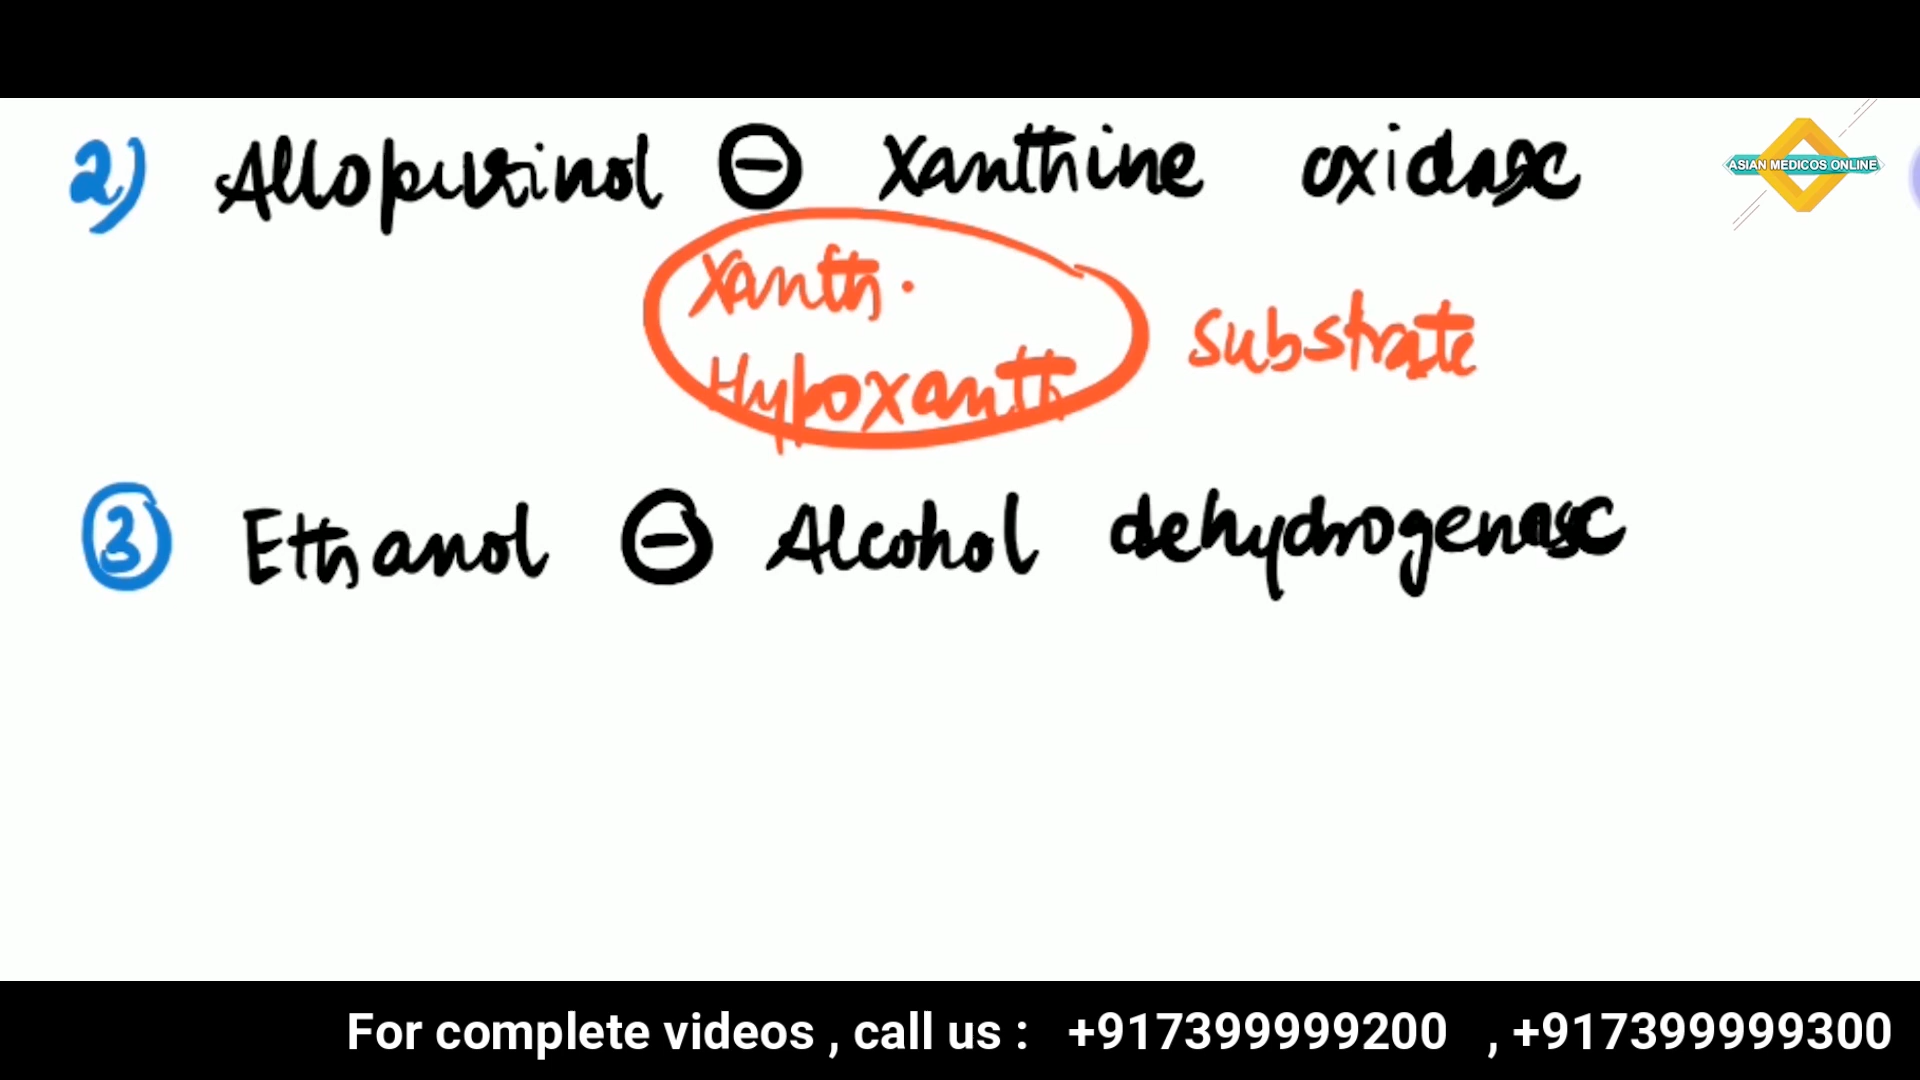 2) Allopurinol ⊖ Xanthine oxidase
ASIAN MEDICOS ONLINE
Xanth.
Hypoxanth
Substrate
③ Ethanol ⊖ Alcohol dehydrogenase
For complete videos , call us : +917399999200 , +917399999300